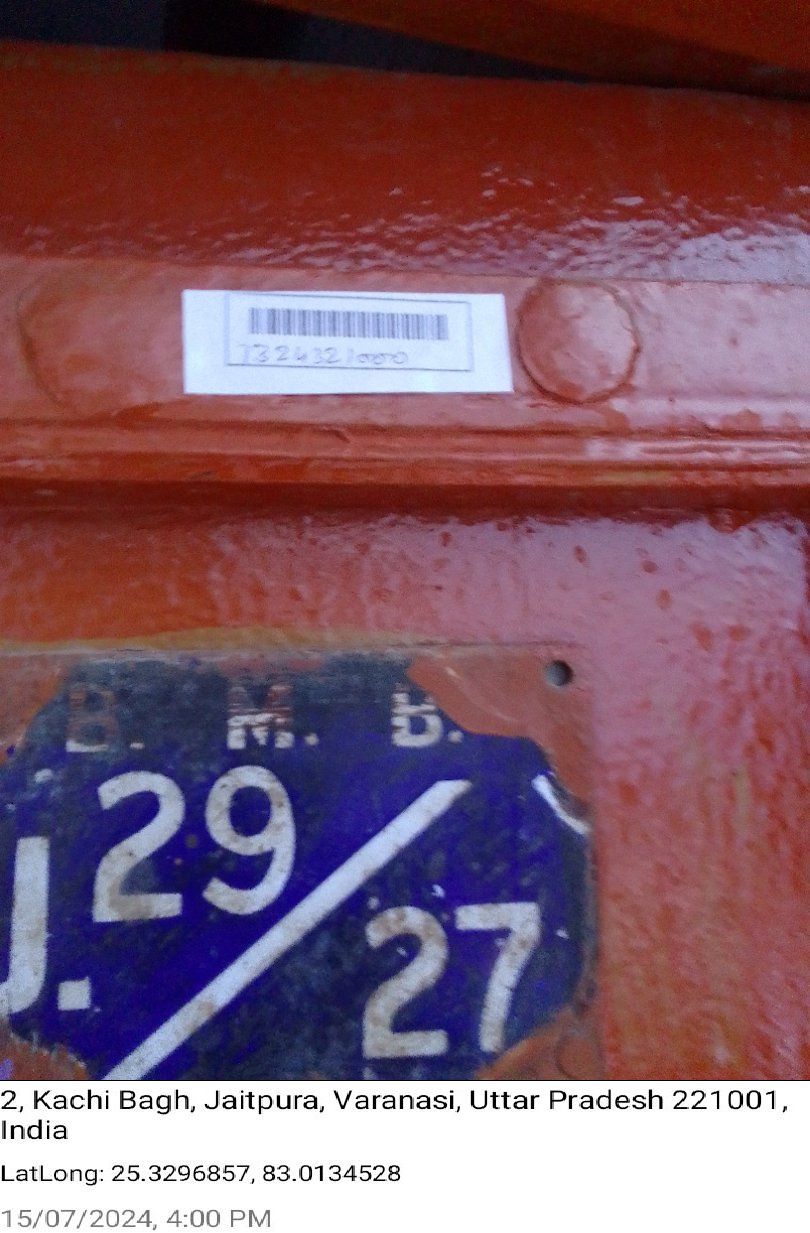 7324321000
B. M. B.
J. 29/27
2, Kachi Bagh, Jaitpura, Varanasi, Uttar Pradesh 221001,
India
LatLong: 25.3296857, 83.0134528
15/07/2024, 4:00 PM